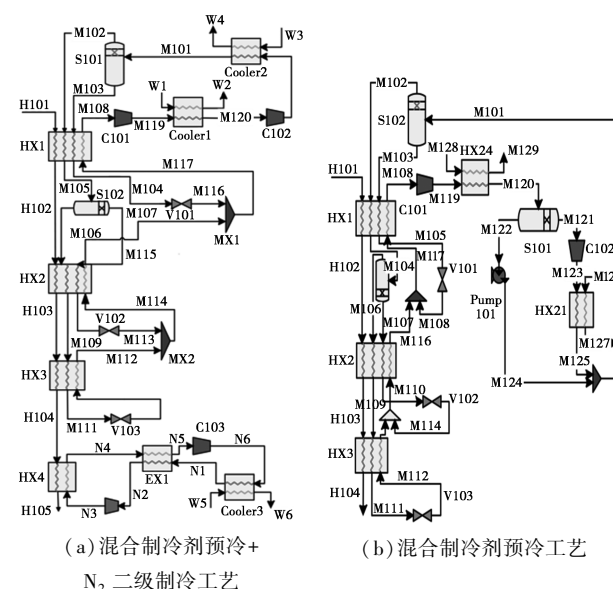 W4
W3
M102
M101
S101
Cooler2
M103
W1
W2
H101
M108
M119
Cooler1
M120
C101
C102
HX1
M117
M105
S102
M104
M116
H102
M107
V101
M106
MX1
M115
HX2
M114
H103
V102
M113
M109
M112
MX2
HX3
H104
M111
V103
C103
N4
N5
N6
HX4
EX1
N1
N2
W5
H105
N3
Cooler3
W6
(a)混合制冷剂预冷+
N2 二级制冷工艺
M102
M101
S102
M103
M128
HX24
M129
H101
M108
M120
M119
HX1
C101
M121
M105
M122
S101
C102
H102
M104
M117
V101
M123
Pump
101
HX21
M106
M107
M108
M116
M127b
HX2
M125
M110
M124
M109
V102
H103
M114
HX3
M112
H104
M111
V103
(b)混合制冷剂预冷工艺